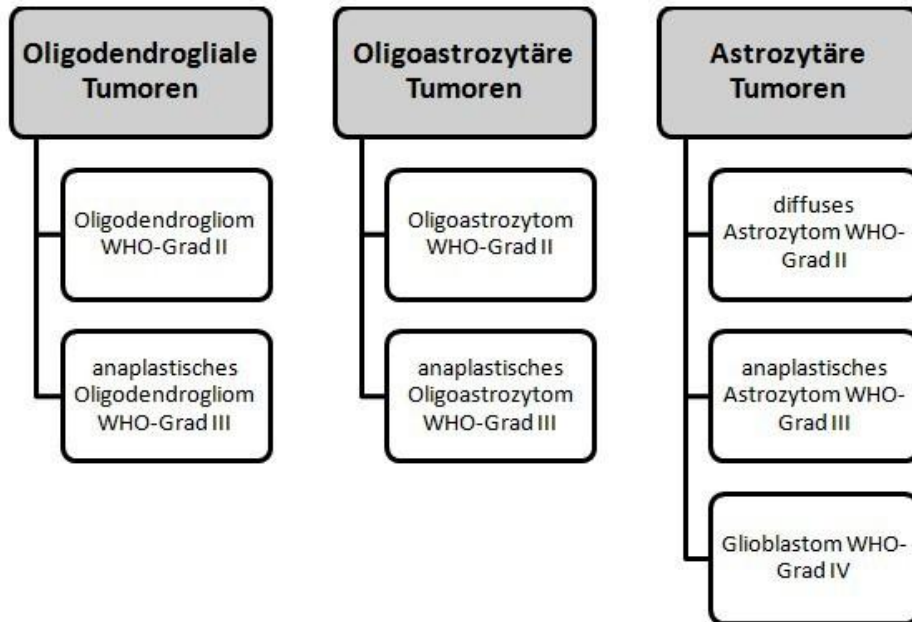 Oligodendrogliale
Tumoren
Oligodendrogliom
WHO-Grad II
anaplastisches
Oligodendrogliom
WHO-Grad III
Oligoastrozytäre
Tumoren
Oligoastrozytom
WHO-Grad II
anaplastisches
Oligoastrozytom
WHO-Grad III
Astrozytäre
Tumoren
diffuses
Astrozytom WHO-
Grad II
anaplastisches
Astrozytom WHO-
Grad III
Glioblastom WHO-
Grad IV